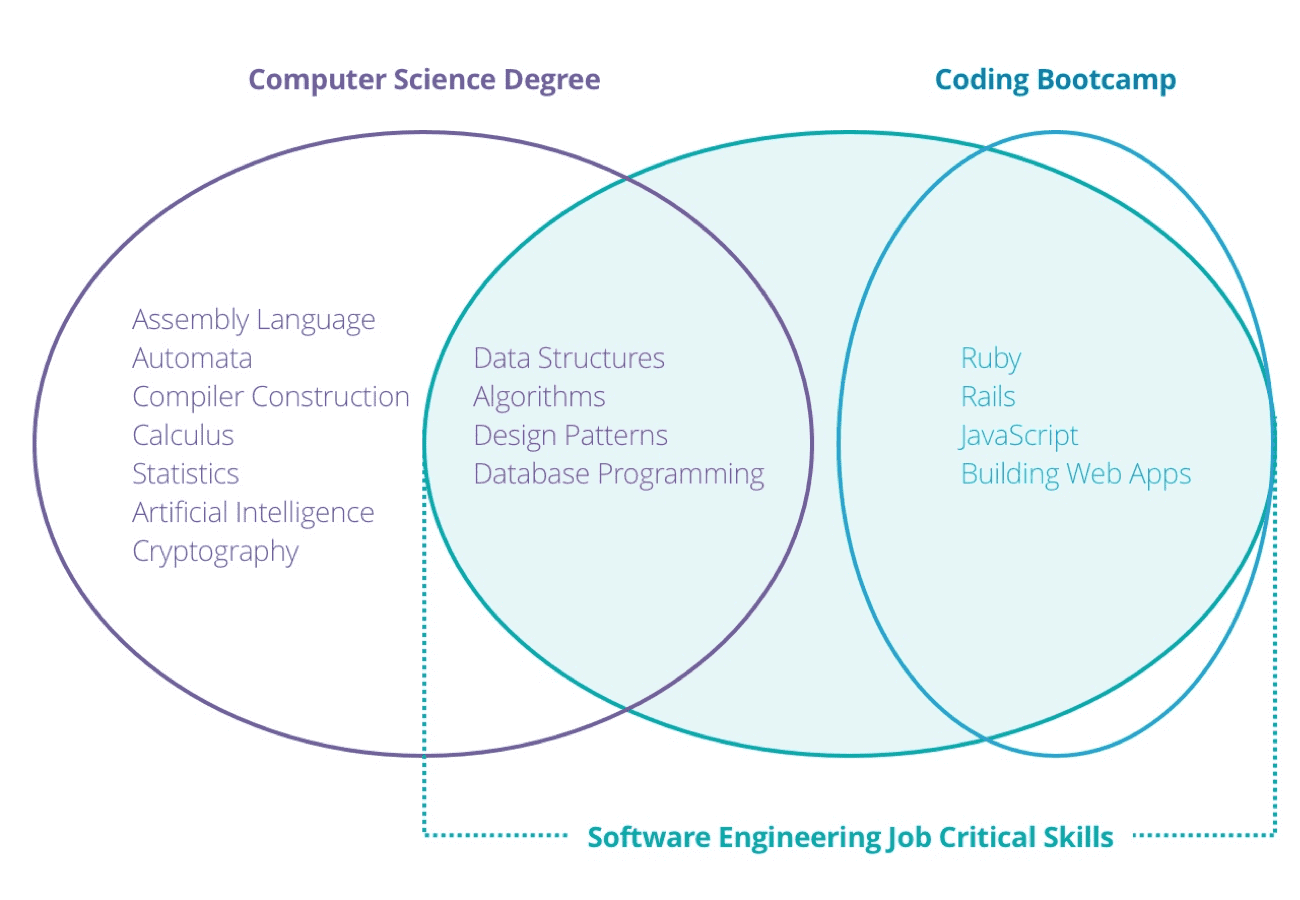 Computer Science Degree
Coding Bootcamp
Assembly Language
Automata
Compiler Construction
Calculus
Statistics
Artificial Intelligence
Cryptography
Data Structures
Algorithms
Design Patterns
Database Programming
Ruby
Rails
JavaScript
Building Web Apps
Software Engineering Job Critical Skills